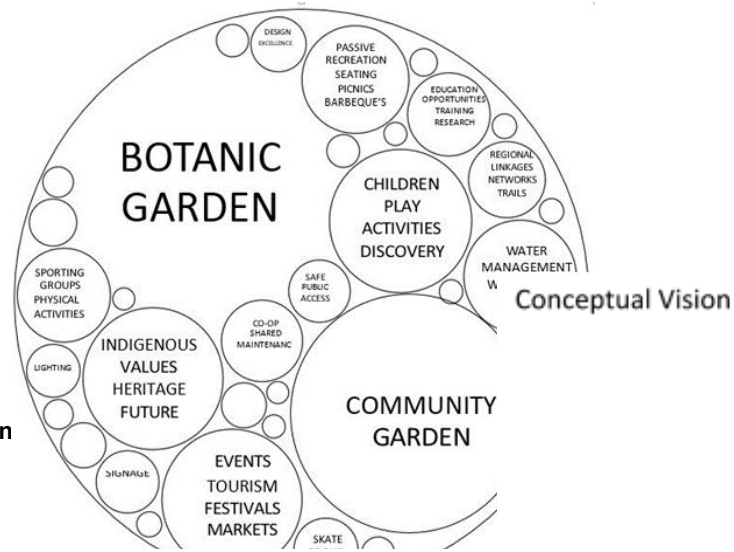 DESIGN
EXCELLENCE
PASSIVE
RECREATION
SEATING
PICNICS
BARBEQUE'S
EDUCATION
OPPORTUNITIES
TRAINING
RESEARCH
BOTANIC
GARDEN
REGIONAL
LINKAGES
NETWORKS
TRAILS
CHILDREN
PLAY
ACTIVITIES
DISCOVERY
WATER
MANAGEMENT
W
SPORTING
GROUPS
PHYSICAL
ACTIVITIES
SAFE
PUBLIC
ACCESS
Conceptual Vision
CO-OP
SHARED
MAINTENANC
INDIGENOUS
VALUES
HERITAGE
FUTURE
LIGHTING
COMMUNITY
GARDEN
n
EVENTS
TOURISM
FESTIVALS
MARKETS
SIGNAGE
SKATE